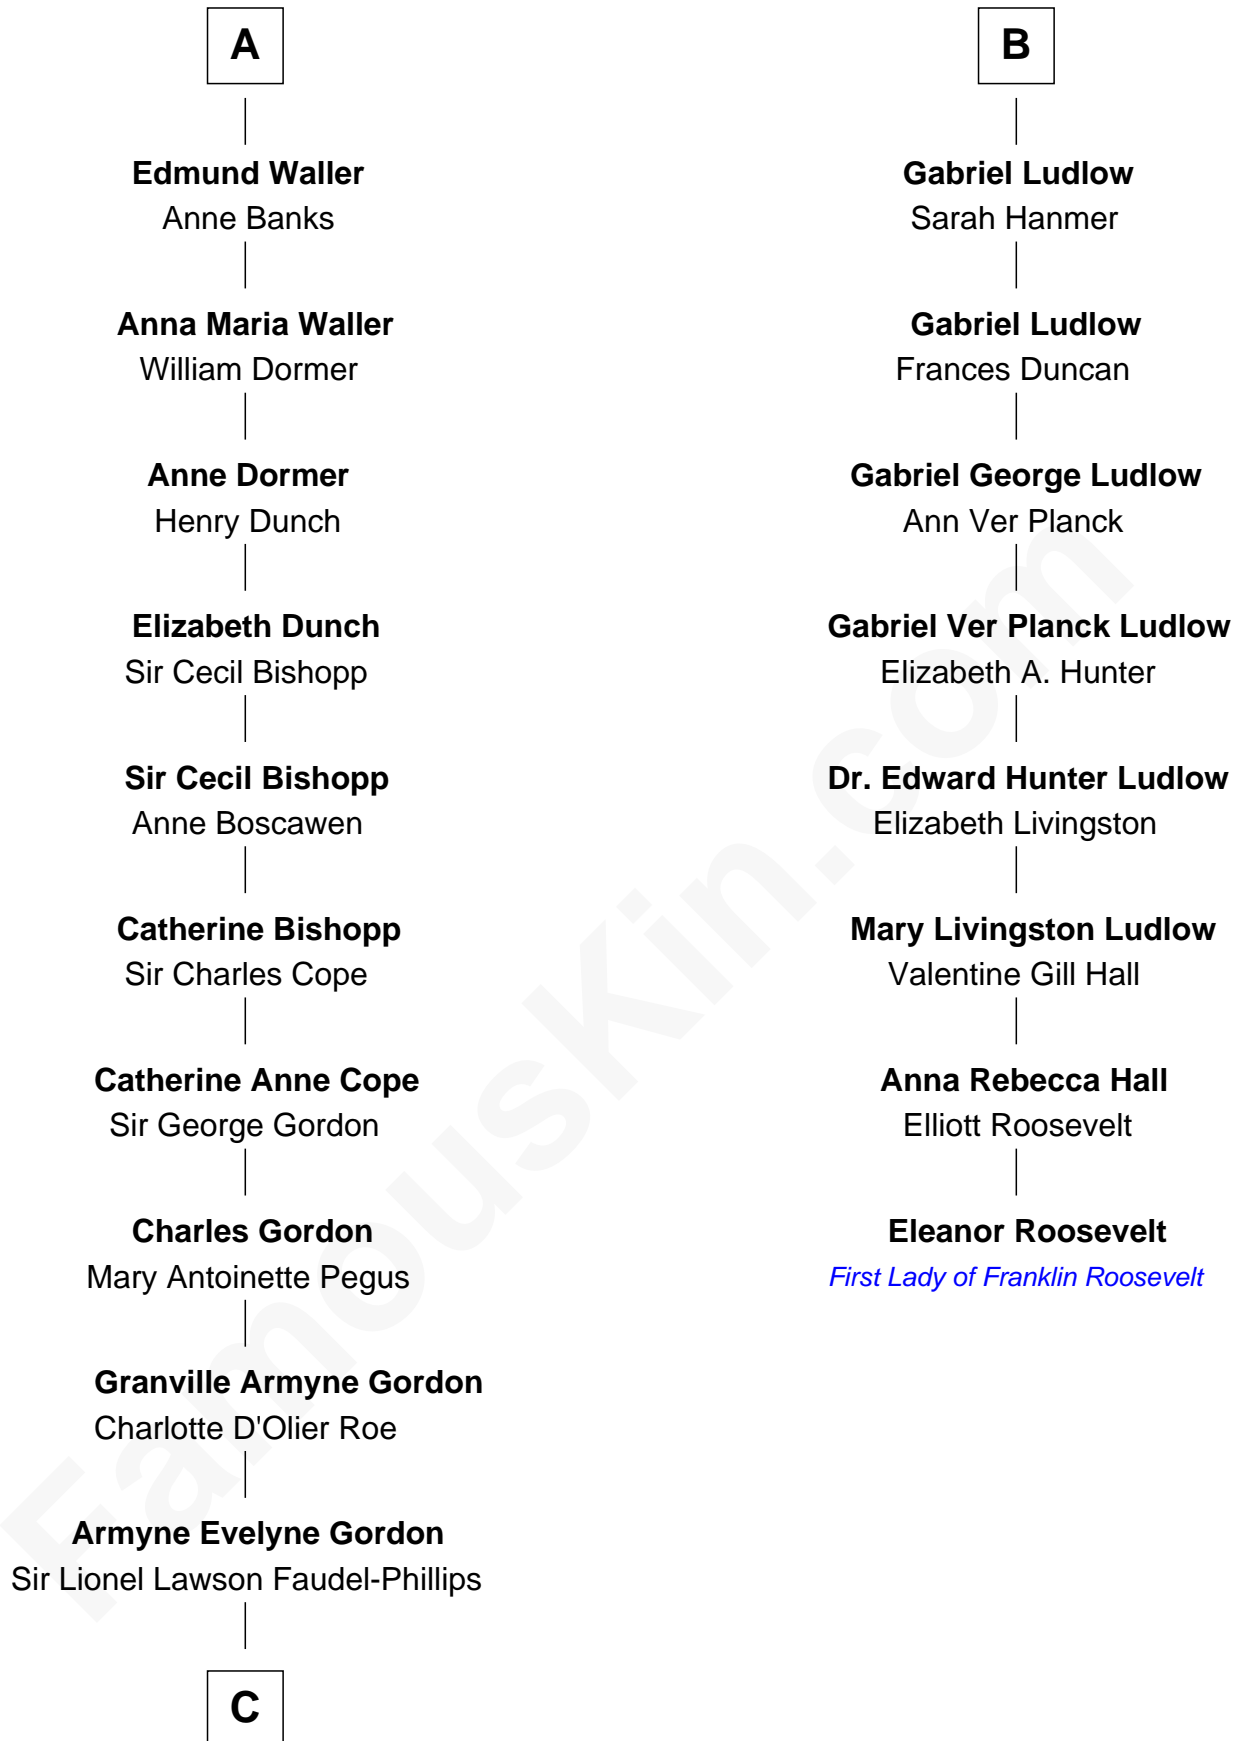 A
Edmund Waller
Anne Banks
Anna Maria Waller
William Dormer
Anne Dormer
Henry Dunch
Elizabeth Dunch
Sir Cecil Bishopp
Sir Cecil Bishopp
Anne Boscawen
Catherine Bishopp
Sir Charles Cope
Catherine Anne Cope
Sir George Gordon
Charles Gordon
Mary Antoinette Pegus
Granville Armyne Gordon
Charlotte D'Olier Roe
Armyne Evelyne Gordon
Sir Lionel Lawson Faudel-Phillips
C
B
Gabriel Ludlow
Sarah Hanmer
Gabriel Ludlow
Frances Duncan
Gabriel George Ludlow
Ann Ver Planck
Gabriel Ver Planck Ludlow
Elizabeth A. Hunter
Dr. Edward Hunter Ludlow
Elizabeth Livingston
Mary Livingston Ludlow
Valentine Gill Hall
Anna Rebecca Hall
Elliott Roosevelt
Eleanor Roosevelt
First Lady of Franklin Roosevelt
FamousKin.com